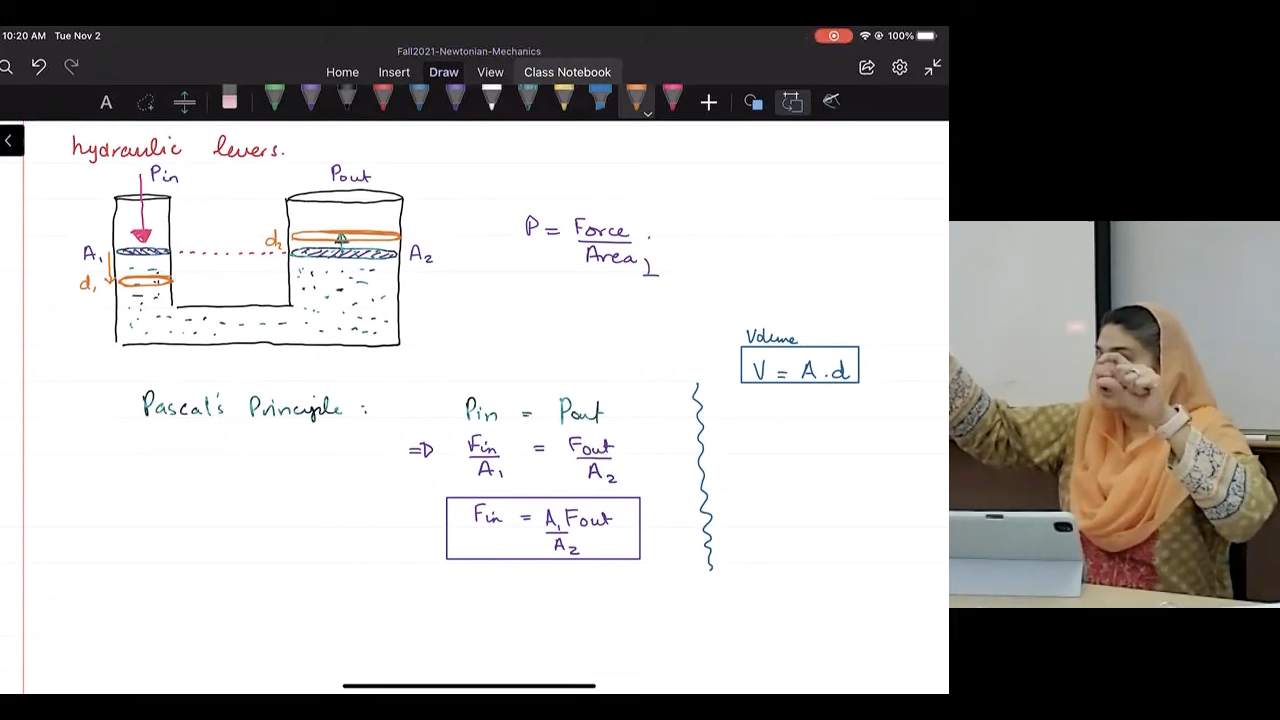 10:20 AM Tue Nov 2
100%
Fall2021-Newtonian-Mechanics
Home Insert Draw View Class Notebook
A
hydraulic levers.
Pin
Pout
A1
d2
A2
d1
P = Force / Area
Volume
V = A . d
Pascal's Principle :
Pin = Pout
⇒ Fin / A1 = Fout / A2
Fin = A1 Fout / A2